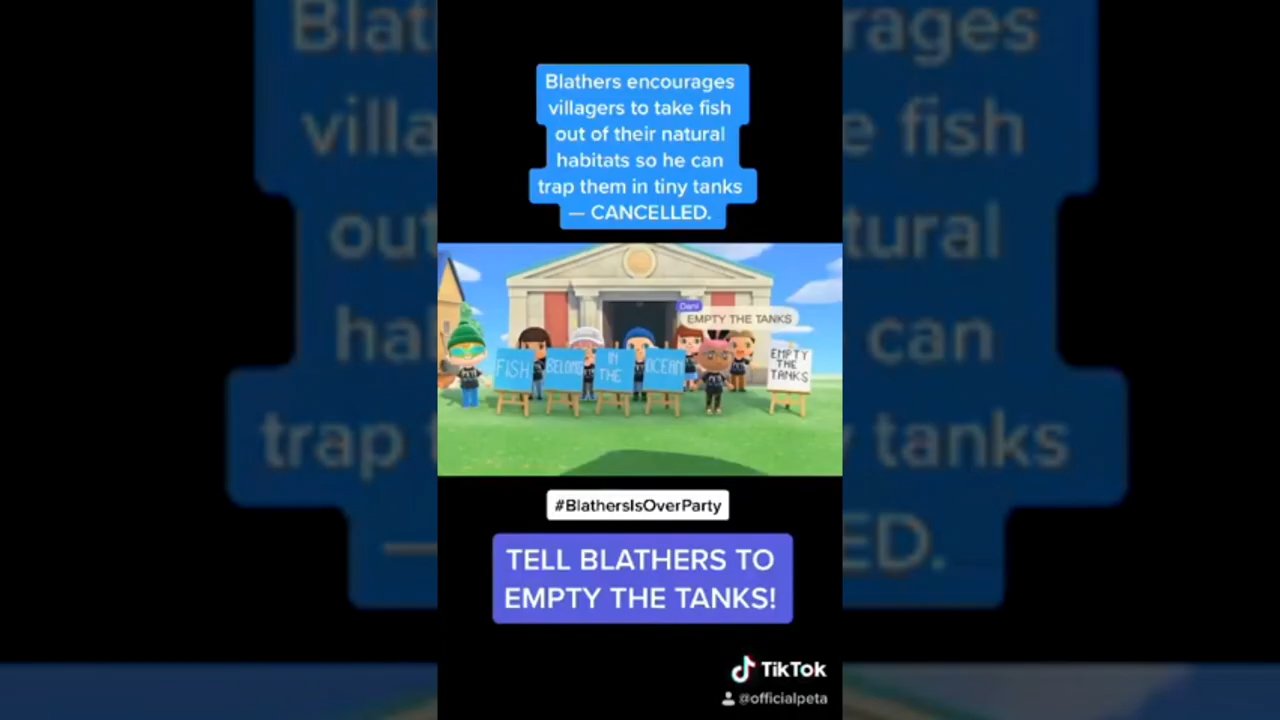 Blathers encourages
villagers to take fish
out of their natural
habitats so he can
trap them in tiny tanks
— CANCELLED.
Dani
EMPTY THE TANKS
FISH
BELONG
IN
THE
OCEAN
EMPTY
THE
TANKS
#BlathersIsOverParty
TELL BLATHERS TO
EMPTY THE TANKS!
TikTok
@officialpeta